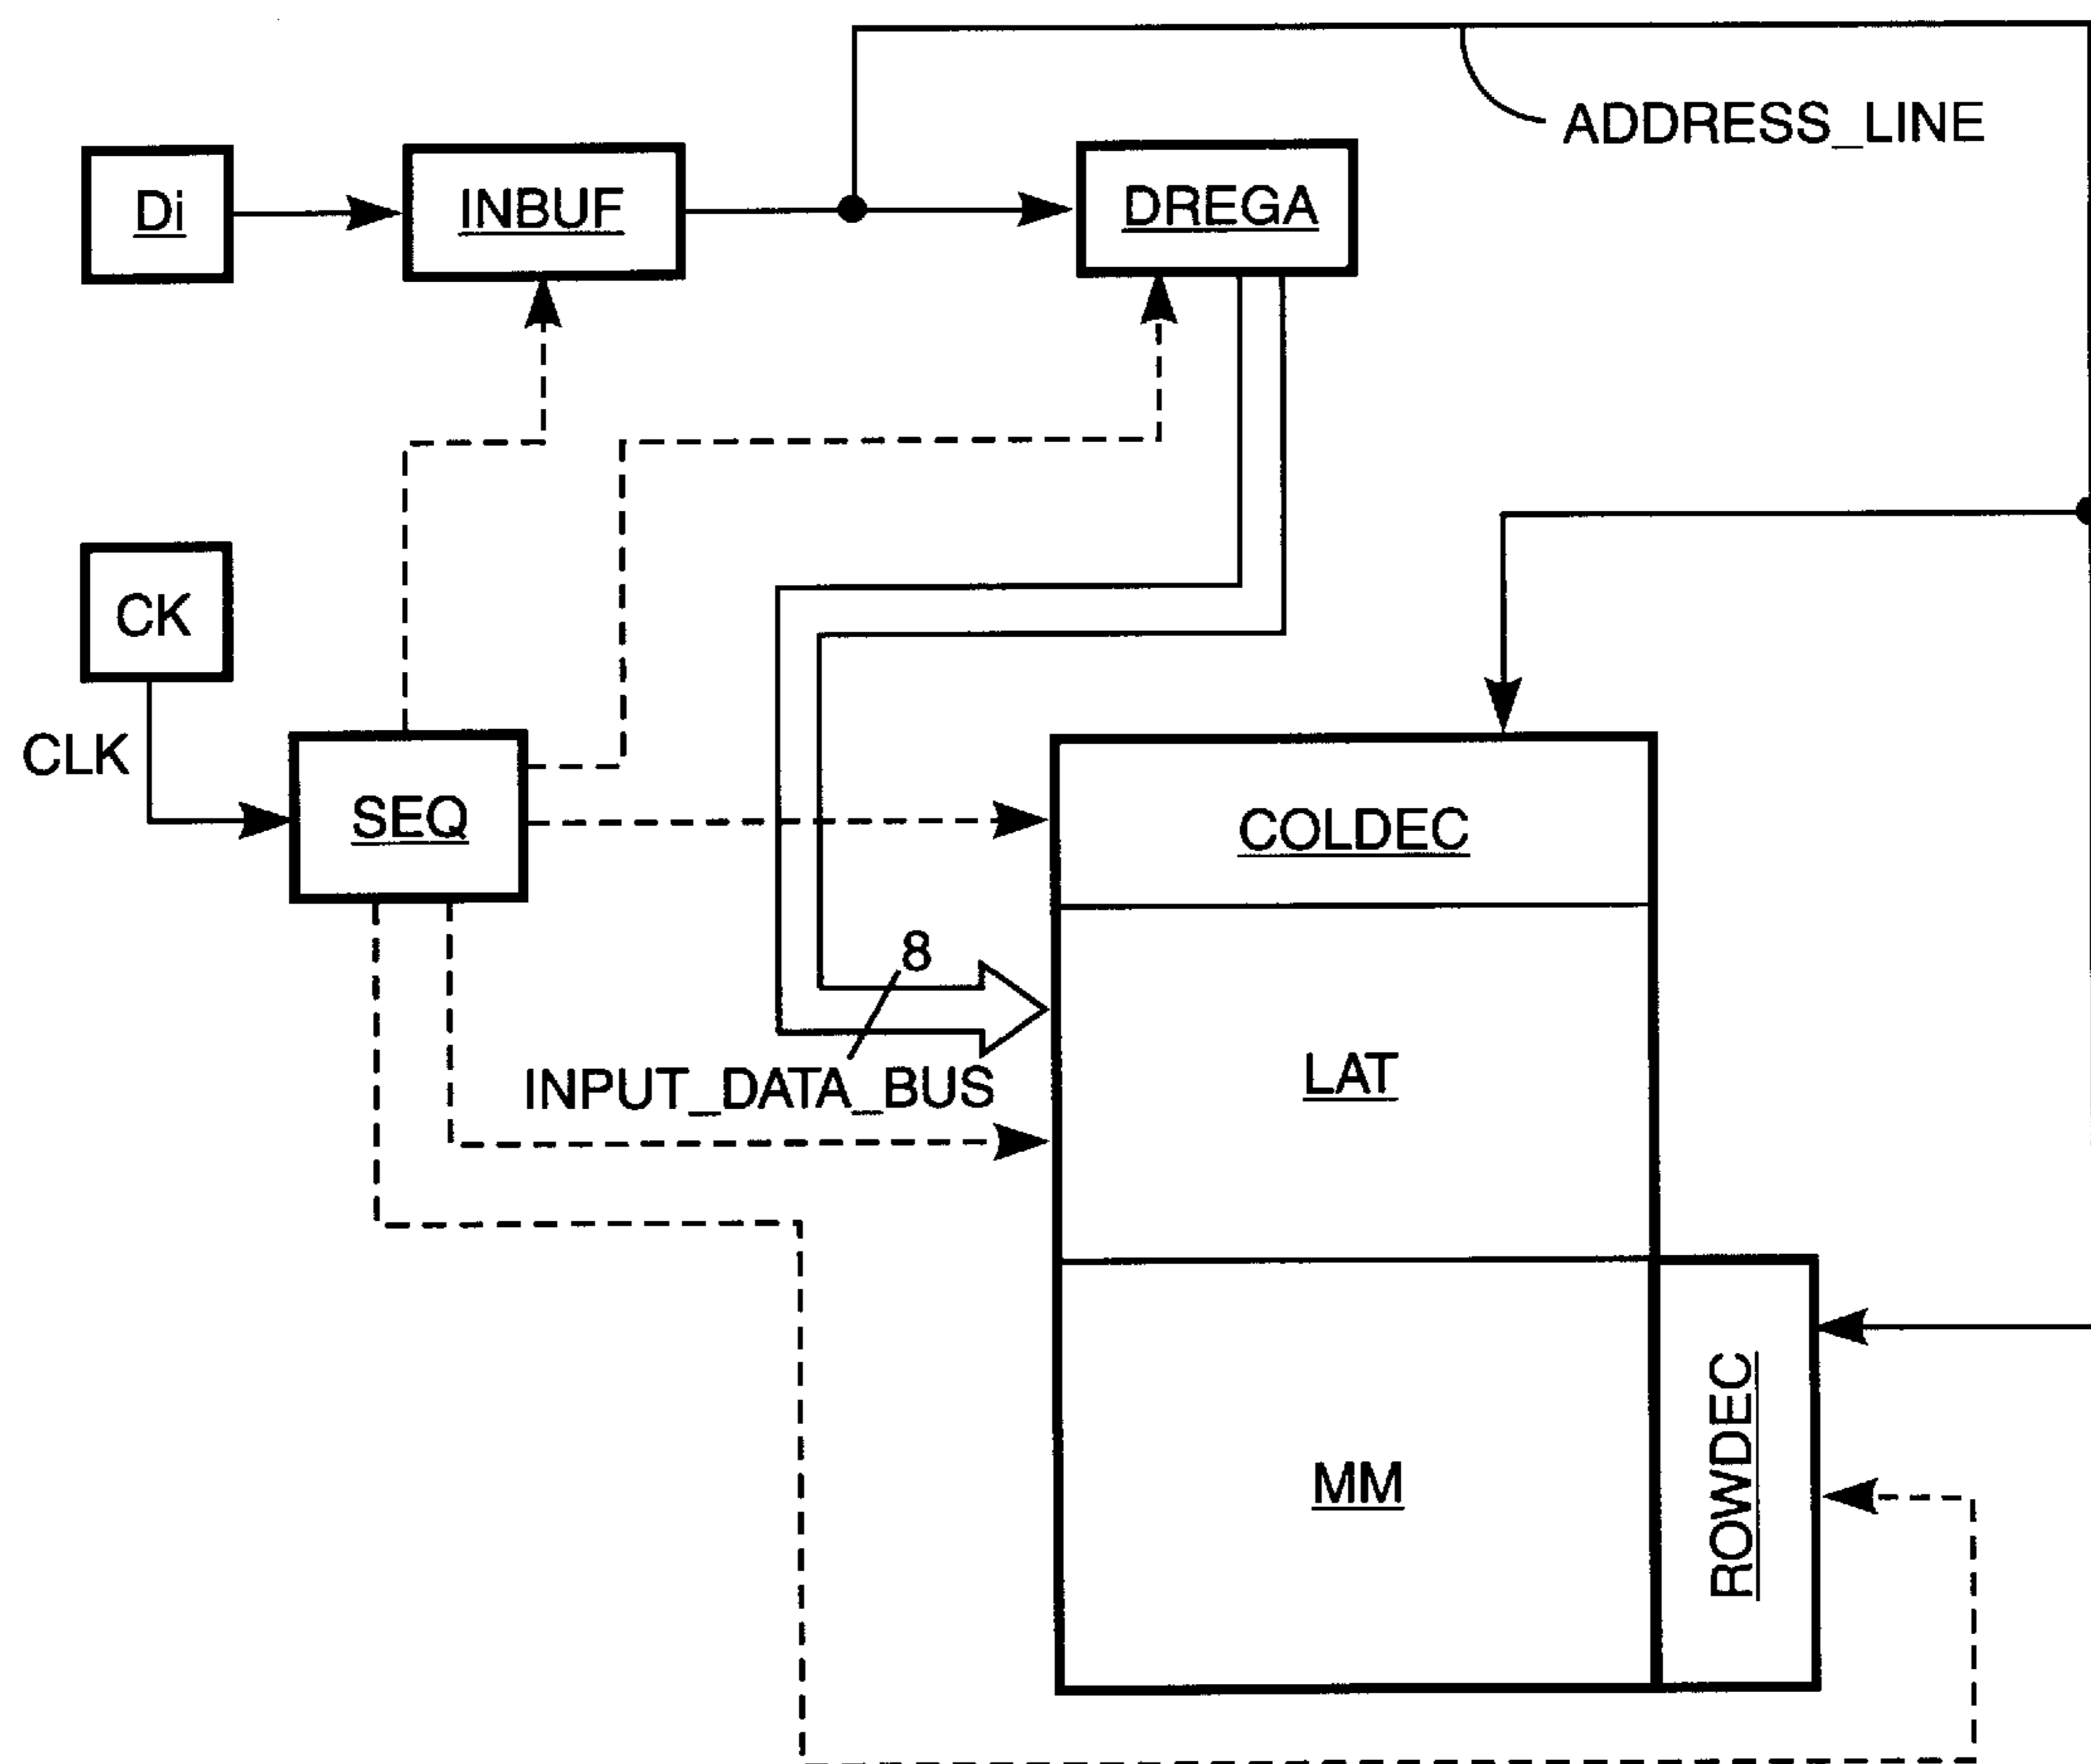 ADDRESS_LINE
Di
INBUF
DREGA
CK
CLK
SEQ
COLDEC
8
INPUT_DATA_BUS
LAT
MM
ROWDEC